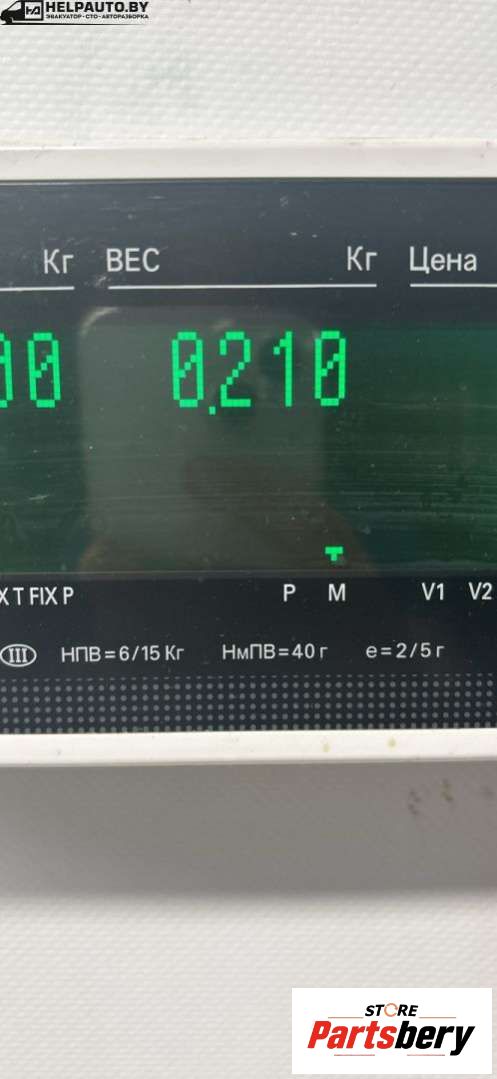 HELPAUTO.BY
ЭВАКУАТОР-СТО-АВТОРАЗБОРКА
Кг ВЕС Кг Цена
00 0.210
X T FIX P P M V1 V2
III НПВ=6/15 Кг НмПВ=40 г е=2/5 г
STORE
Partsbery